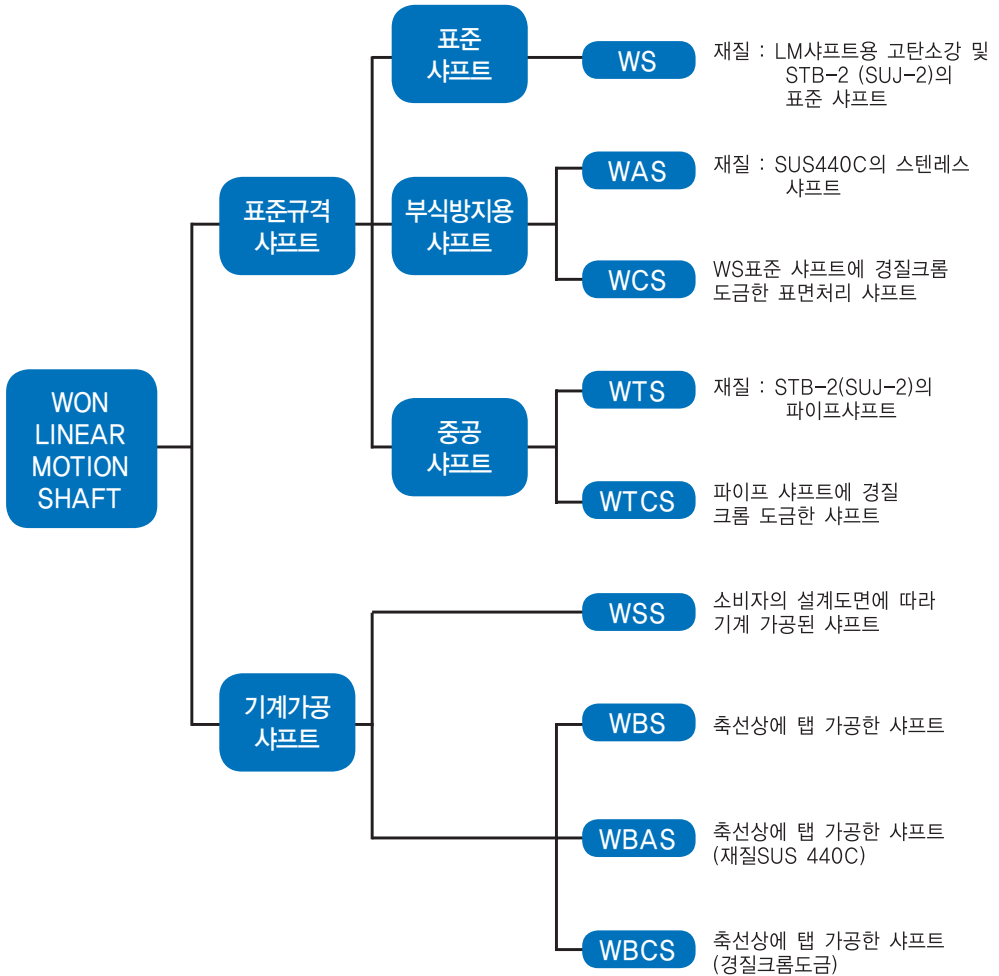 WON
LINEAR
MOTION
SHAFT
표준규격
샤프트
표준
샤프트
WS
재질 : LM샤프트용 고탄소강 및
STB-2 (SUJ-2)의
표준 샤프트
부식방지용
샤프트
WAS
재질 : SUS440C의 스텐레스
샤프트
WCS
WS표준 샤프트에 경질크롬
도금한 표면처리 샤프트
중공
샤프트
WTS
재질 : STB-2(SUJ-2)의
파이프샤프트
WTCS
파이프 샤프트에 경질
크롬 도금한 샤프트
기계가공
샤프트
WSS
소비자의 설계도면에 따라
기계 가공된 샤프트
WBS
축선상에 탭 가공한 샤프트
WBAS
축선상에 탭 가공한 샤프트
(재질SUS 440C)
WBCS
축선상에 탭 가공한 샤프트
(경질크롬도금)